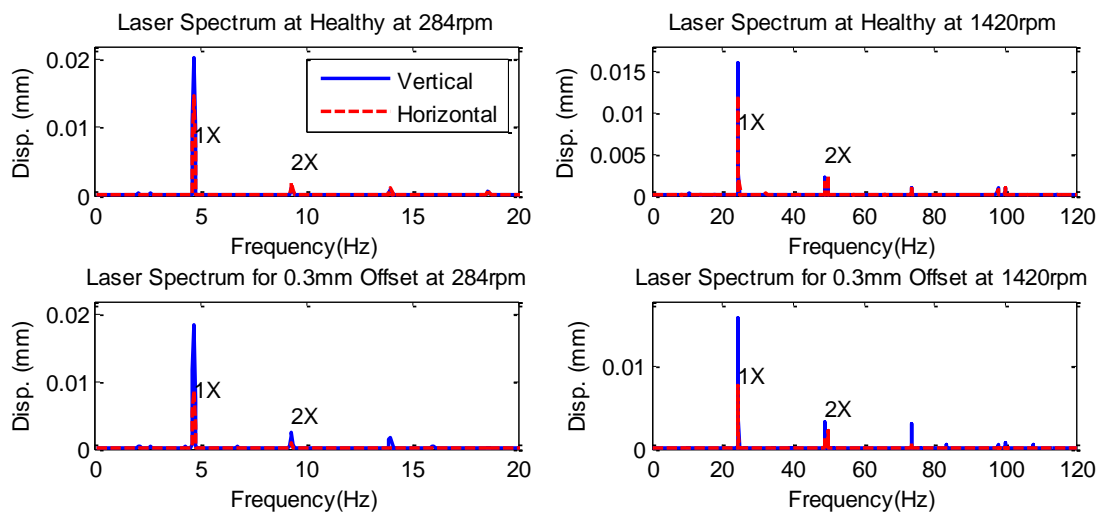 Laser Spectrum at Healthy at 284rpm
0.02
0.01
0
Disp. (mm)
1X
2X
Vertical
Horizontal
0
5
10
15
20
Frequency(Hz)
Laser Spectrum at Healthy at 1420rpm
0.015
0.01
0.005
0
Disp. (mm)
1X
2X
0
20
40
60
80
100
120
Frequency(Hz)
Laser Spectrum for 0.3mm Offset at 284rpm
0.02
0.01
0
Disp. (mm)
1X
2X
0
5
10
15
20
Frequency(Hz)
Laser Spectrum for 0.3mm Offset at 1420rpm
0.01
0
Disp. (mm)
1X
2X
0
20
40
60
80
100
120
Frequency(Hz)